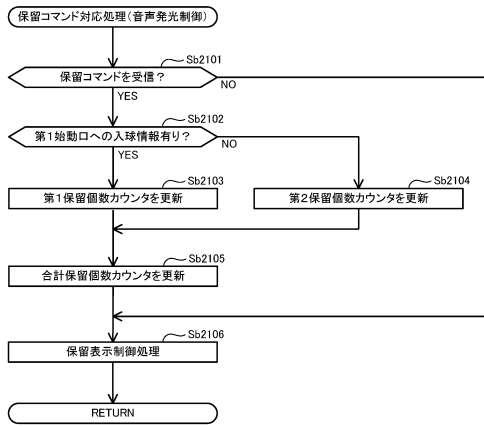 保留コマンド対応処理(音声発光制御)
Sb2101
保留コマンドを受信？
NO
YES
Sb2102
第1始動口への入球情報有り？
NO
YES
Sb2103
第1保留個数カウンタを更新
Sb2104
第2保留個数カウンタを更新
Sb2105
合計保留個数カウンタを更新
Sb2106
保留表示制御処理
RETURN